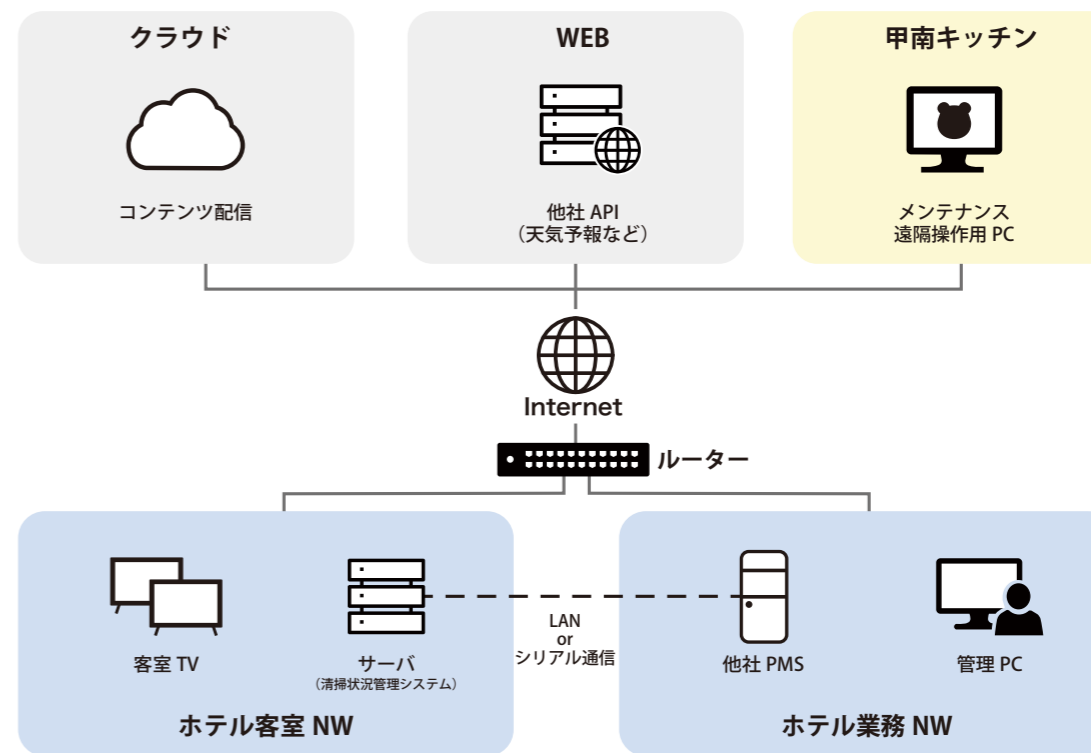 クラウド
WEB
甲南キッチン
コンテンツ配信
他社 API
（天気予報など）
メンテナンス
遠隔操作用 PC
Internet
ルーター
客室 TV
サーバ
（清掃状況管理システム）
LAN
or
シリアル通信
他社 PMS
管理 PC
ホテル客室 NW
ホテル業務 NW